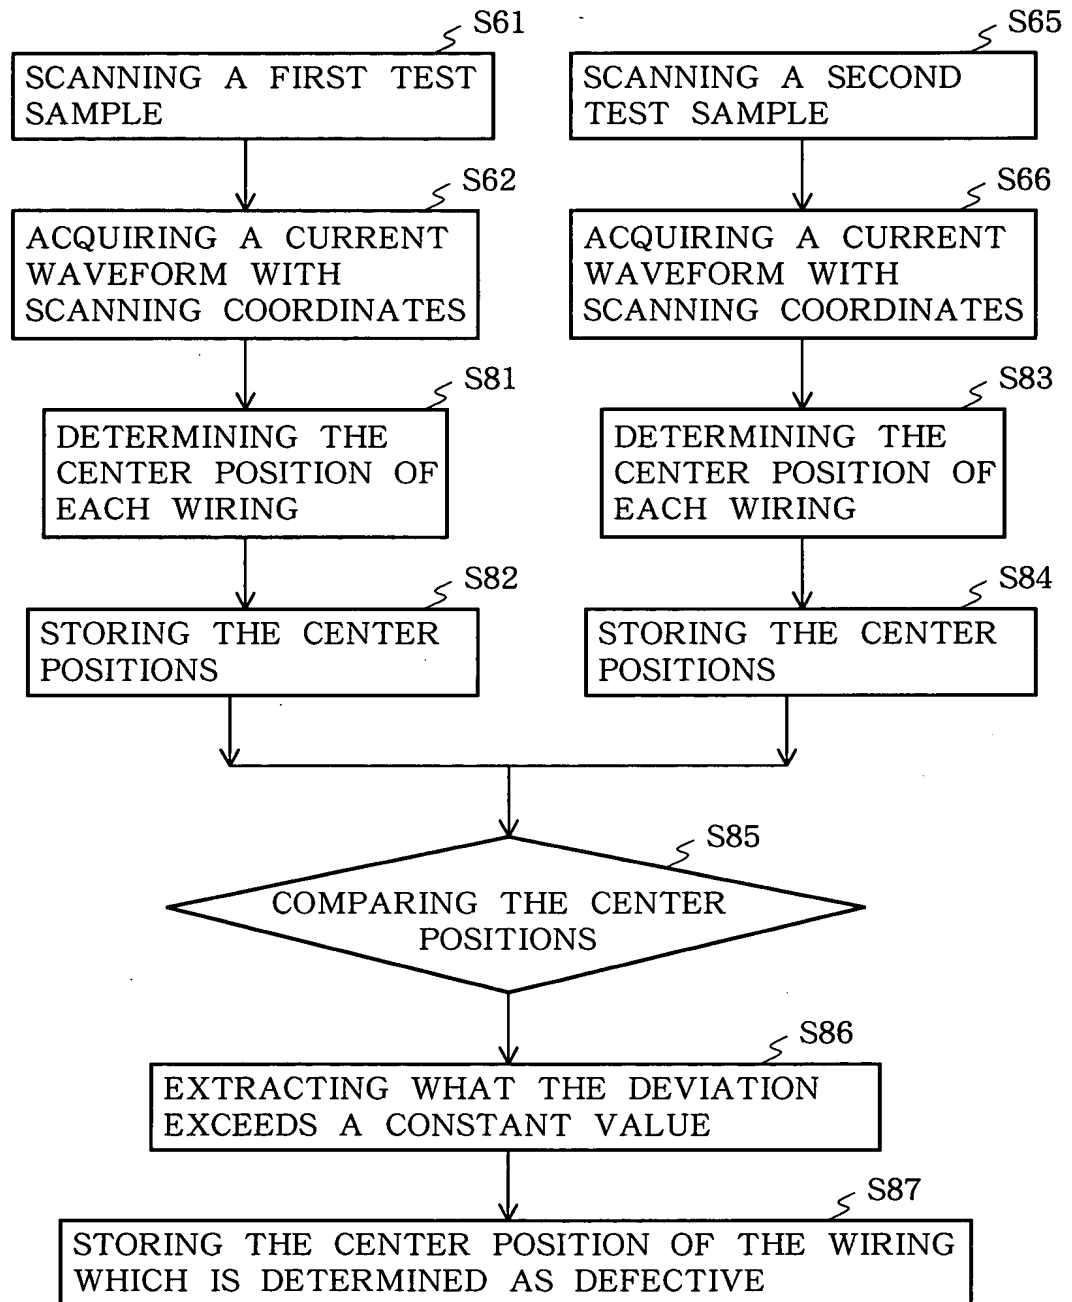 S61
SCANNING A FIRST TEST
SAMPLE
S62
ACQUIRING A CURRENT
WAVEFORM WITH
SCANNING COORDINATES
S81
DETERMINING THE
CENTER POSITION OF
EACH WIRING
S82
STORING THE CENTER
POSITIONS
S65
SCANNING A SECOND
TEST SAMPLE
S66
ACQUIRING A CURRENT
WAVEFORM WITH
SCANNING COORDINATES
S83
DETERMINING THE
CENTER POSITION OF
EACH WIRING
S84
STORING THE CENTER
POSITIONS
S85
COMPARING THE CENTER
POSITIONS
S86
EXTRACTING WHAT THE DEVIATION
EXCEEDS A CONSTANT VALUE
S87
STORING THE CENTER POSITION OF THE WIRING
WHICH IS DETERMINED AS DEFECTIVE